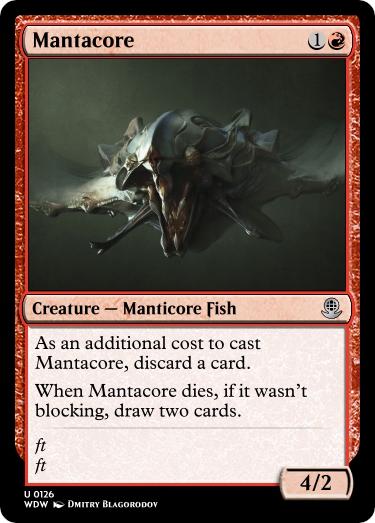 Mantacore 1
Creature — Manticore Fish
As an additional cost to cast
Mantacore, discard a card.
When Mantacore dies, if it wasn't
blocking, draw two cards.
ft
ft
4/2
U 0126
WDW Dmitry Blagorodov